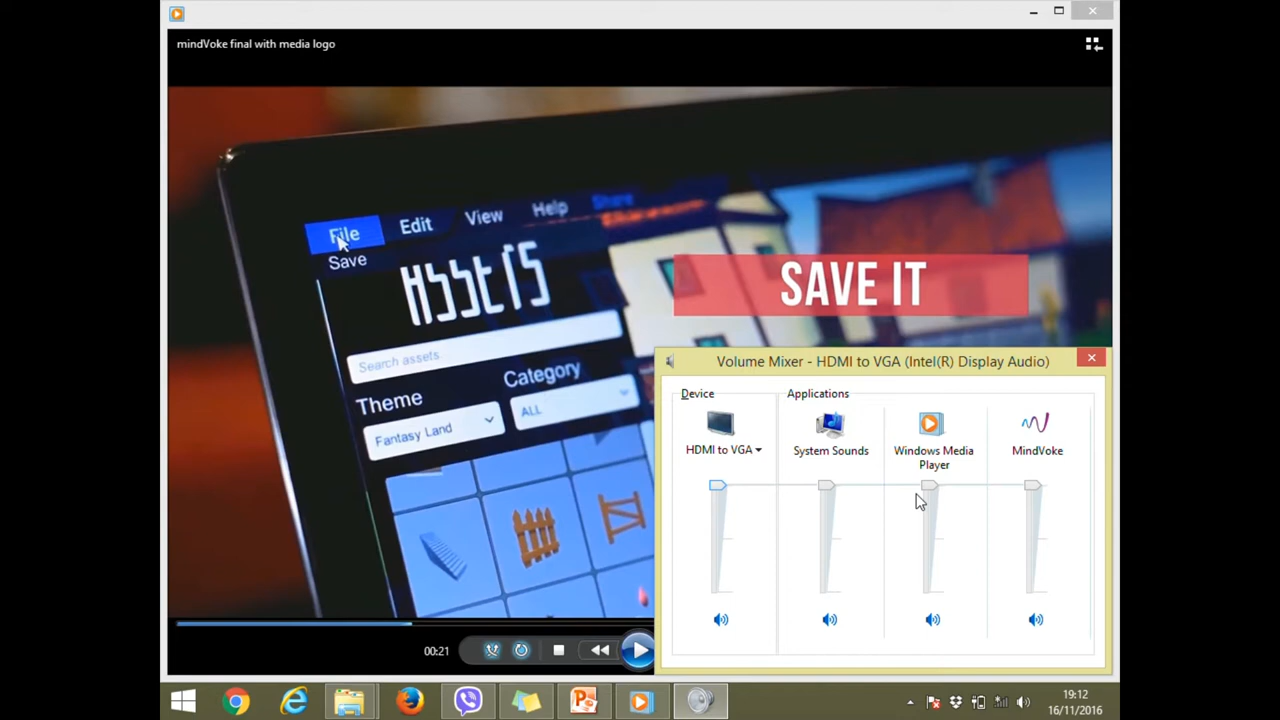 mindVoke final with media logo
File
Edit
View
Help
Share
Save
Assets
SAVE IT
Search assets
Theme
Category
Fantasy Land
ALL
Volume Mixer - HDMI to VGA (Intel(R) Display Audio)
Device
Applications
HDMI to VGA
System Sounds
Windows Media
Player
MindVoke
00:21
19:12
16/11/2016